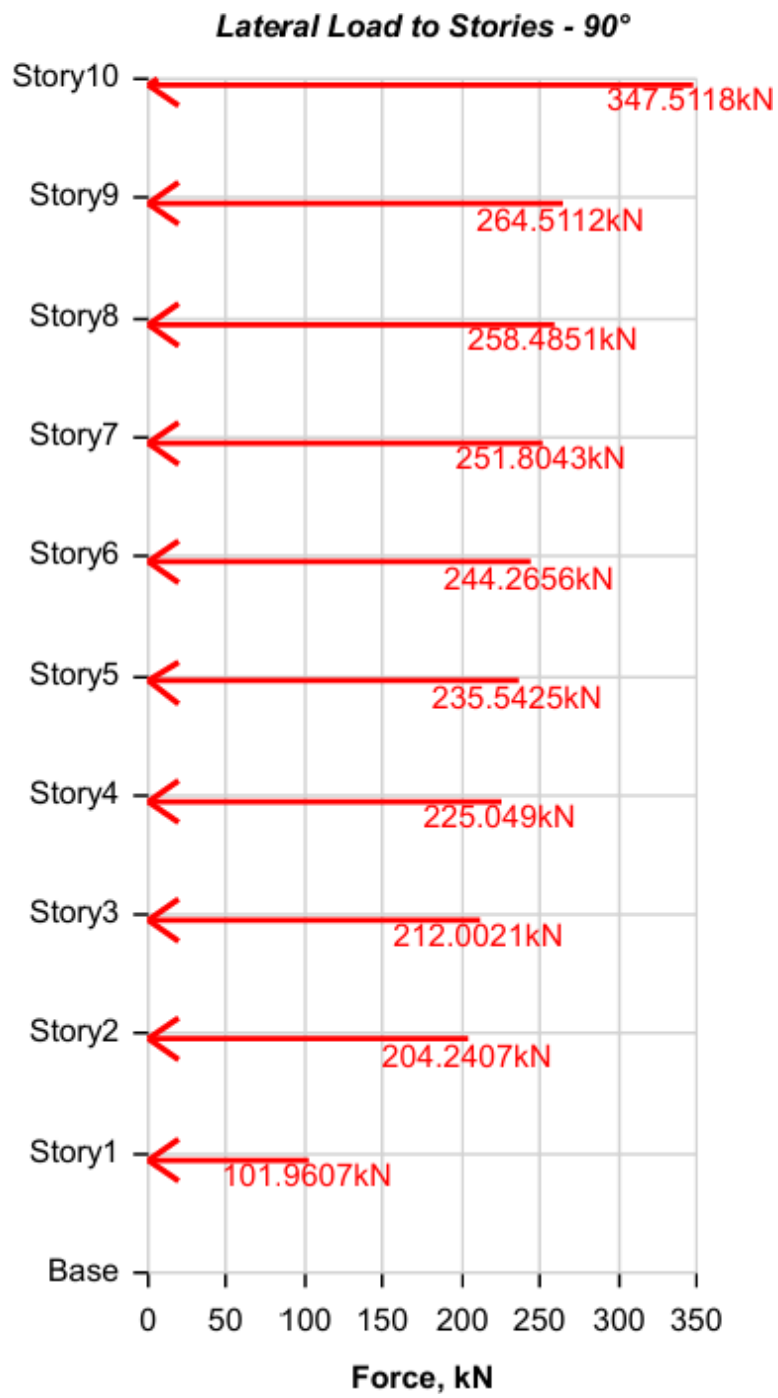 Lateral Load to Stories - 90°
Story10
347.5118kN
Story9
264.5112kN
Story8
258.4851kN
Story7
251.8043kN
Story6
244.2656kN
Story5
235.5425kN
Story4
225.049kN
Story3
212.0021kN
Story2
204.2407kN
Story1
101.9607kN
Base
0 50 100 150 200 250 300 350
Force, kN